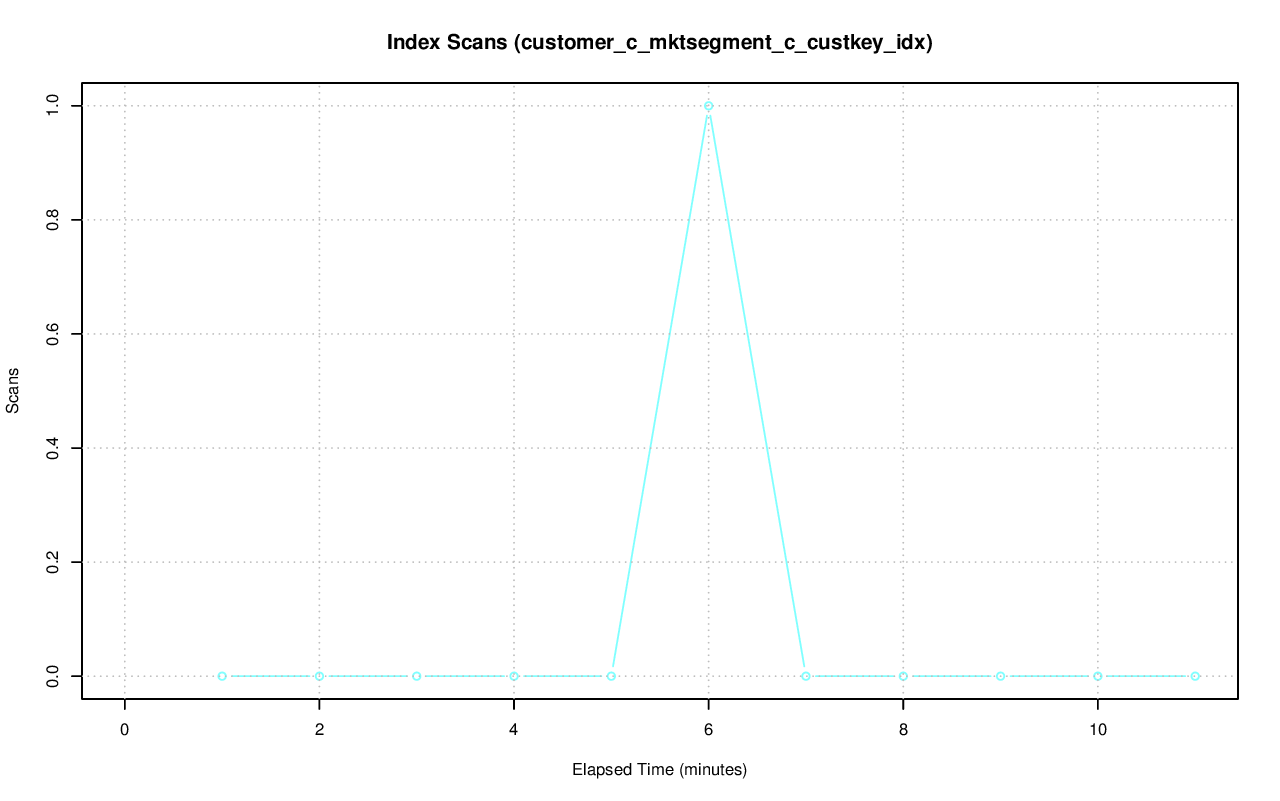 Index Scans (customer_c_mktsegment_c_custkey_idx)
Scans
1.0
0.8
0.6
0.4
0.2
0.0
0 2 4 6 8 10
Elapsed Time (minutes)